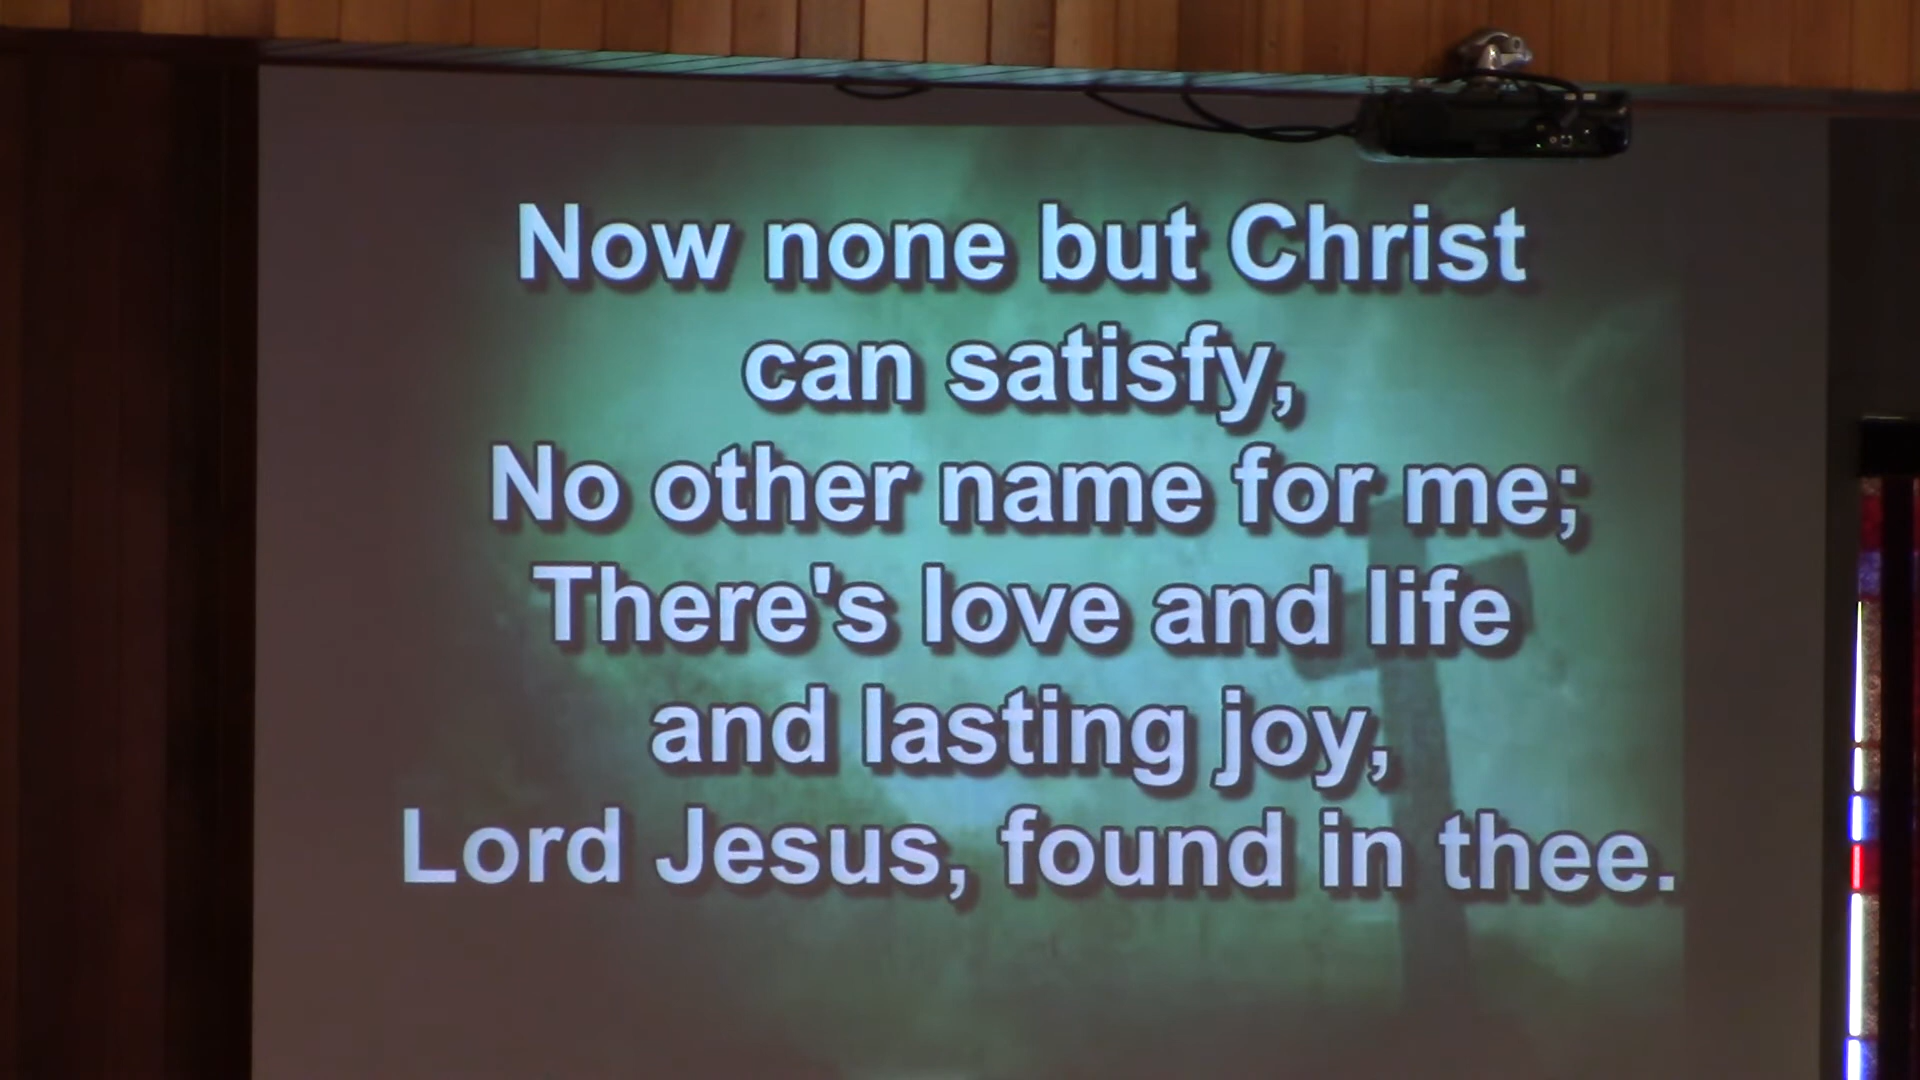 Now none but Christ
can satisfy,
No other name for me;
There's love and life
and lasting joy,
Lord Jesus, found in thee.